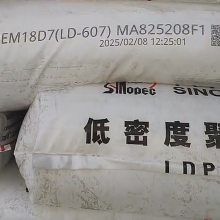 EM18D7(LD-607) MA825208F1
2025/02/08 12:25:01
Sinopec SINO
低密度聚
LDP